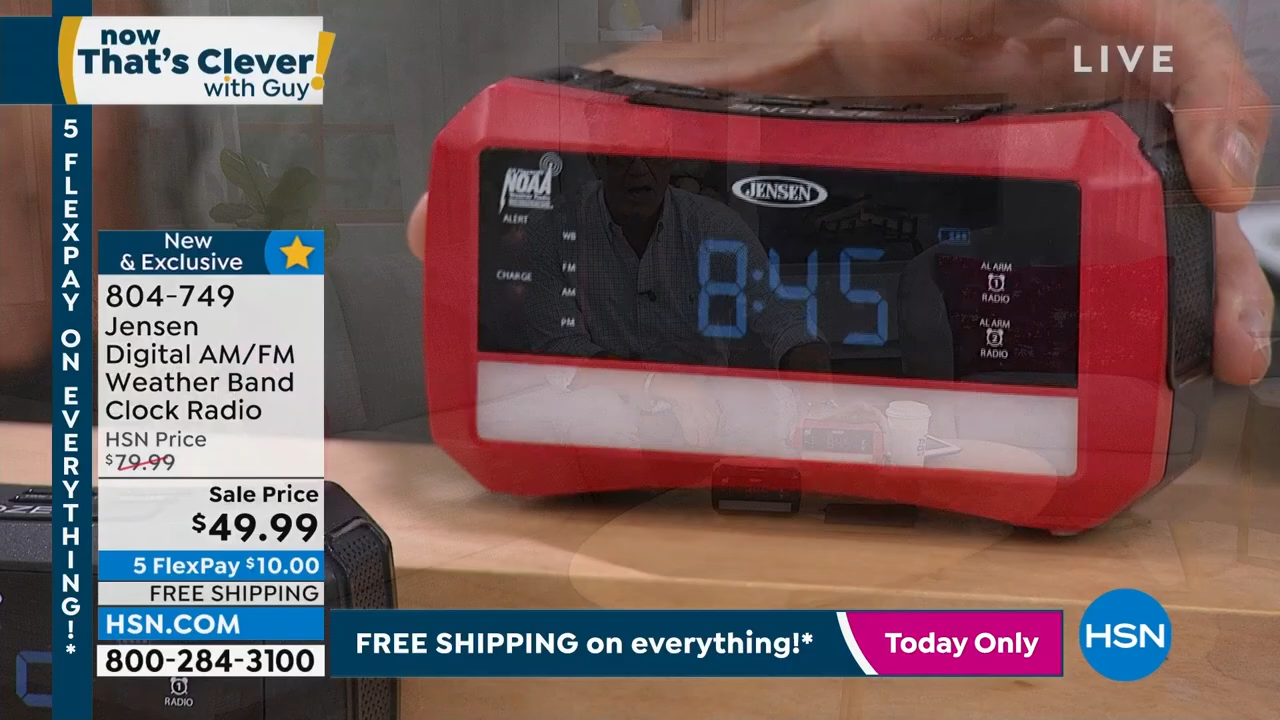 now
That's Clever!
with Guy
LIVE
5 FLEXPAY ON EVERYTHING!*
New
& Exclusive
804-749
Jensen
Digital AM/FM
Weather Band
Clock Radio
HSN Price
$79.99
Sale Price
$49.99
5 FlexPay $10.00
FREE SHIPPING
HSN.COM
800-284-3100
FREE SHIPPING on everything!*
Today Only
HSN
SNOOZE
NOAA
JENSEN
ALERT
WB
CHARGE
FM
AM
PM
8:45
ALARM
1
RADIO
ALARM
2
RADIO
1
RADIO